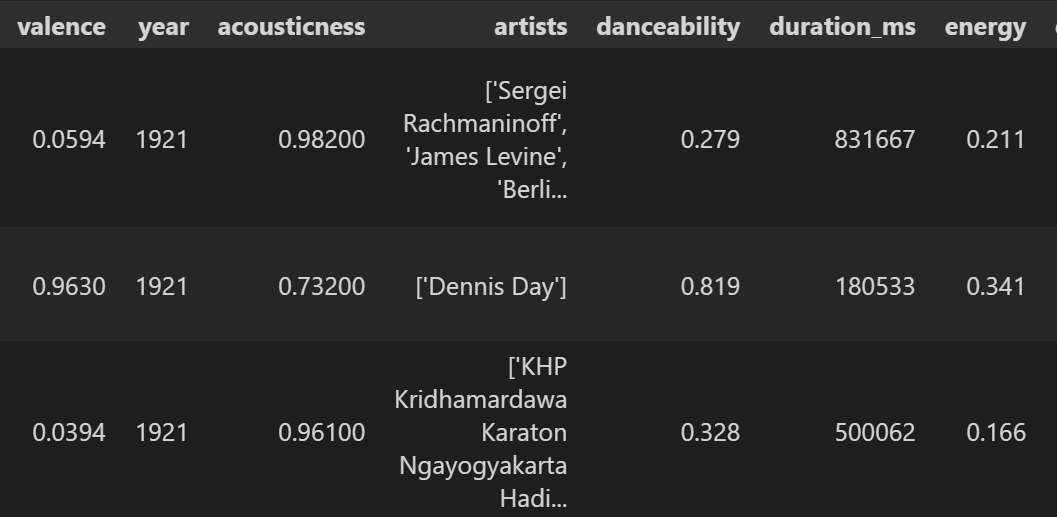 valence year acousticness artists danceability duration_ms energy
['Sergei
Rachmaninoff',
0.0594 1921 0.98200 'James Levine', 0.279 831667 0.211
'Berli...
0.9630 1921 0.73200 ['Dennis Day'] 0.819 180533 0.341
['KHP
Kridhamardawa
0.0394 1921 0.96100 Karaton 0.328 500062 0.166
Ngayogyakarta
Hadi...